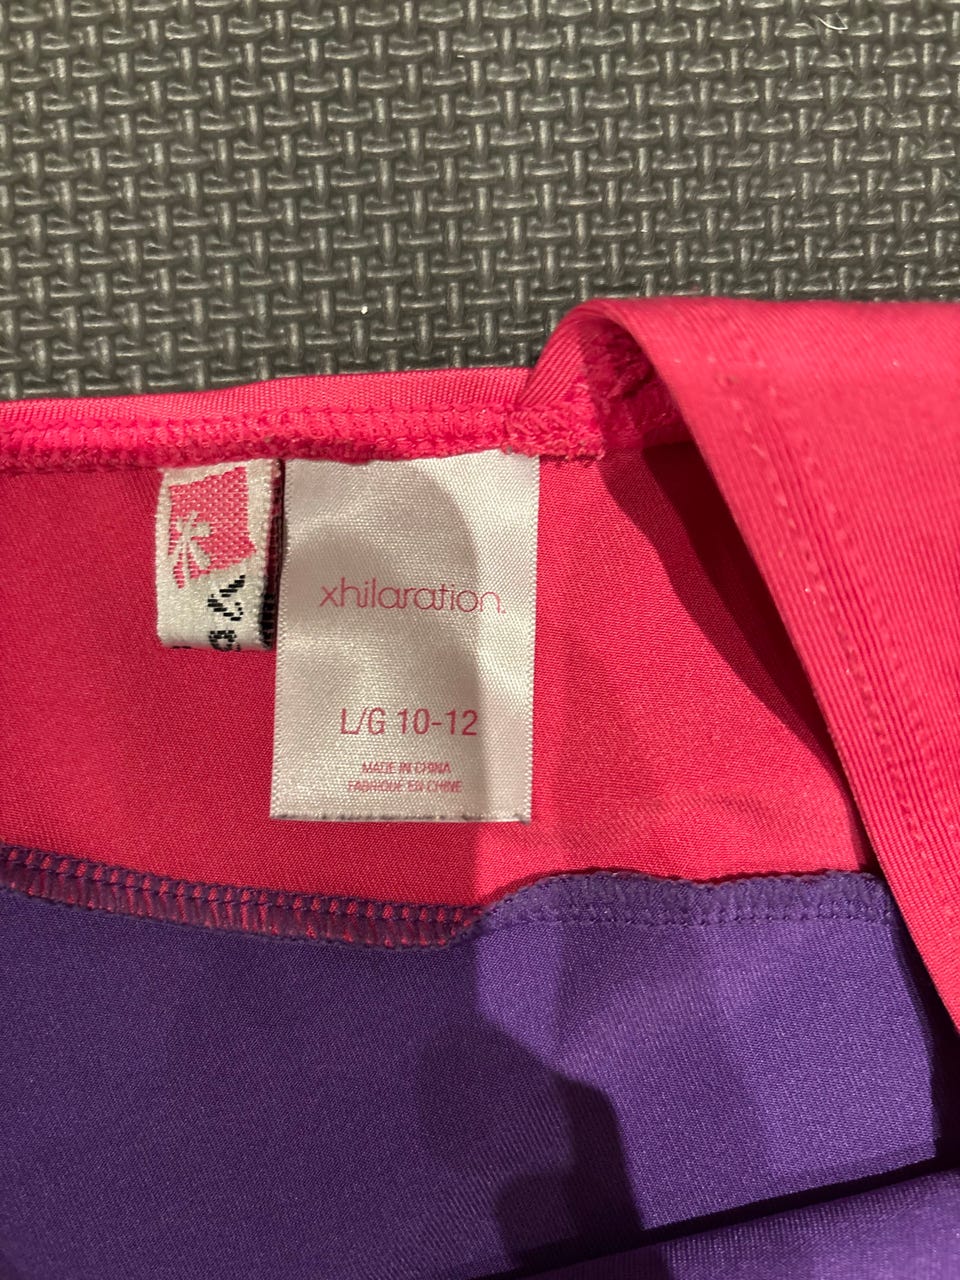 xhilaration.
L/G 10-12
MADE IN CHINA
FABRIQUÉ EN CHINE